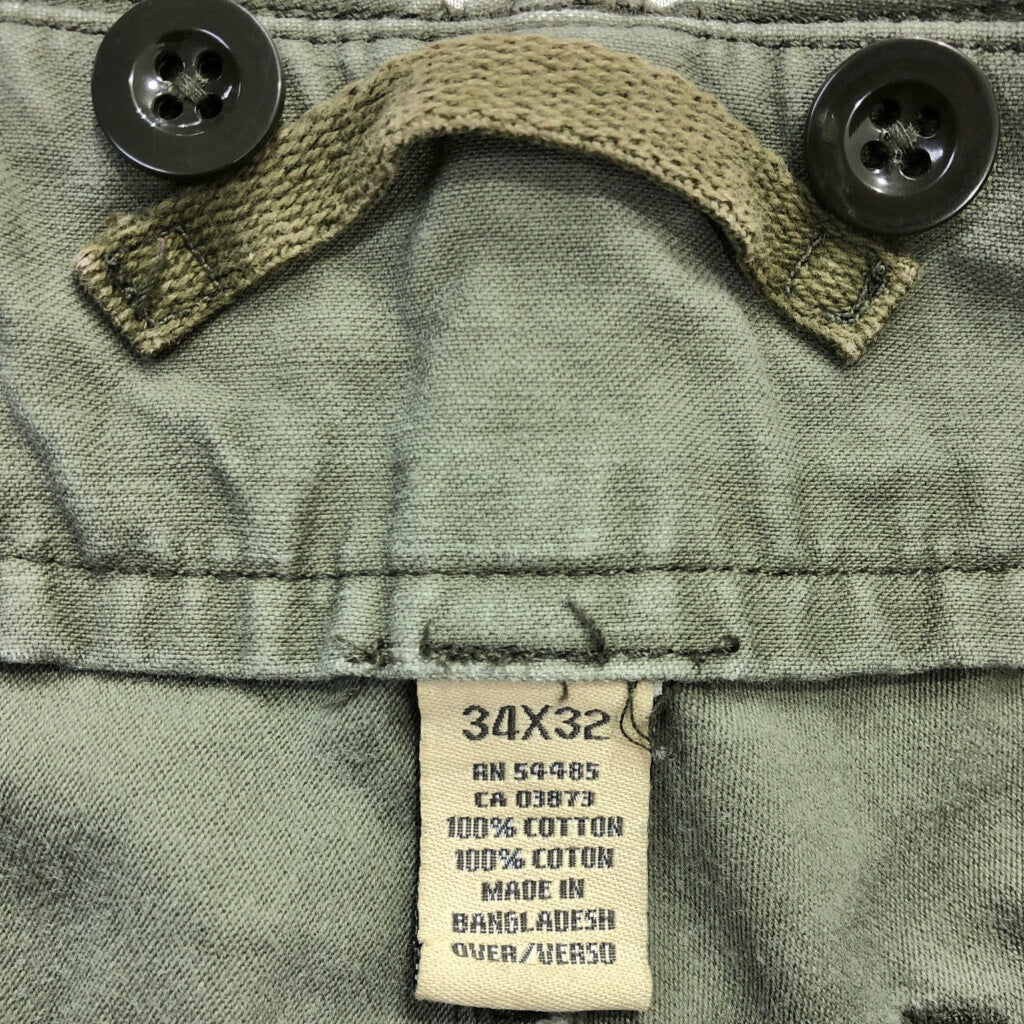 34X32
RN 54485
CA 03873
100% COTTON
100% COTON
MADE IN
BANGLADESH
OVER/VERSO